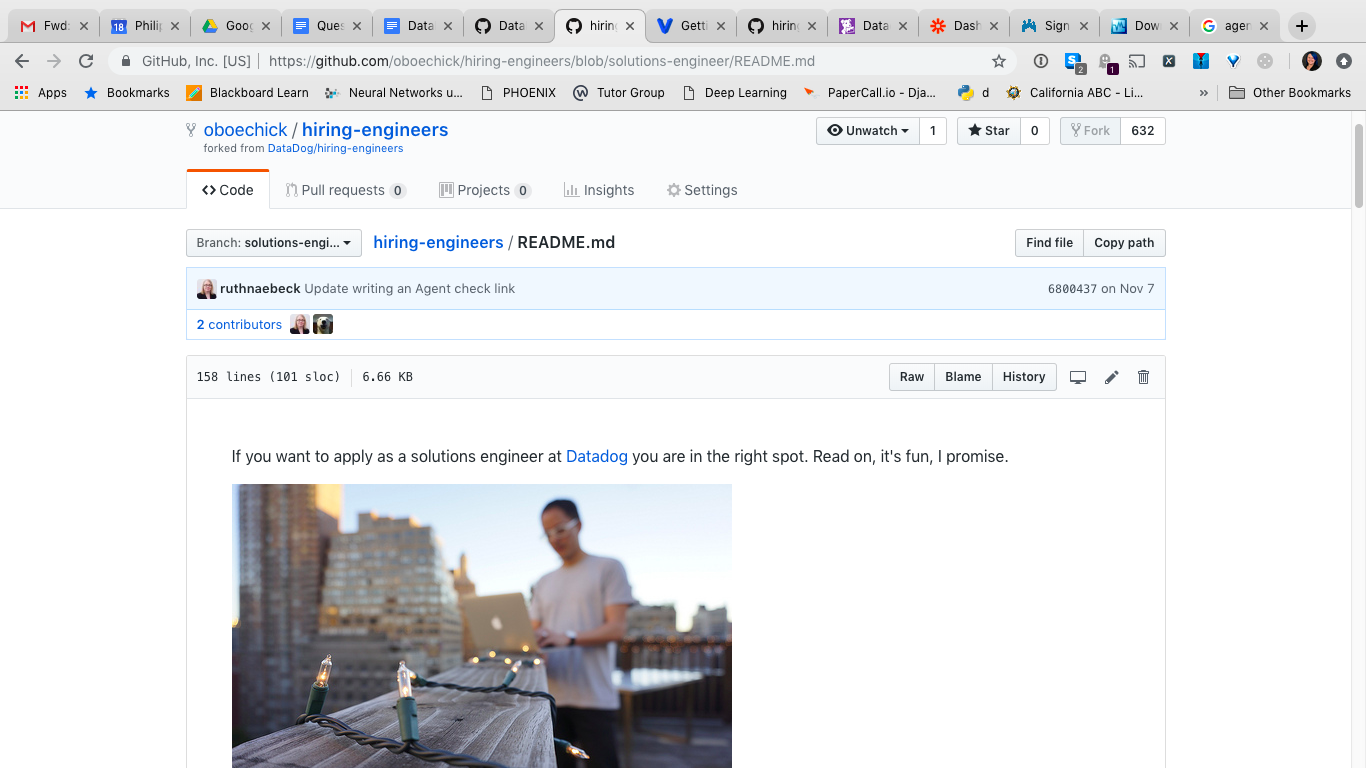 Fwd: Phili Goog Ques Data Data hiring Getti hiring Data Dash Sign Dow agen
18
GitHub, Inc. [US] | https://github.com/oboechick/hiring-engineers/blob/solutions-engineer/README.md 2 1
Apps Bookmarks Blackboard Learn Neural Networks u... PHOENIX Tutor Group Deep Learning PaperCall.io - Dja... d California ABC - Li... » Other Bookmarks
oboechick / hiring-engineers Unwatch 1 Star 0 Fork 632
forked from DataDog/hiring-engineers
Code Pull requests 0 Projects 0 Insights Settings
Branch: solutions-engi... hiring-engineers / README.md Find file Copy path
ruthnaebeck Update writing an Agent check link 6800437 on Nov 7
2 contributors
158 lines (101 sloc) 6.66 KB Raw Blame History
If you want to apply as a solutions engineer at Datadog you are in the right spot. Read on, it's fun, I promise.